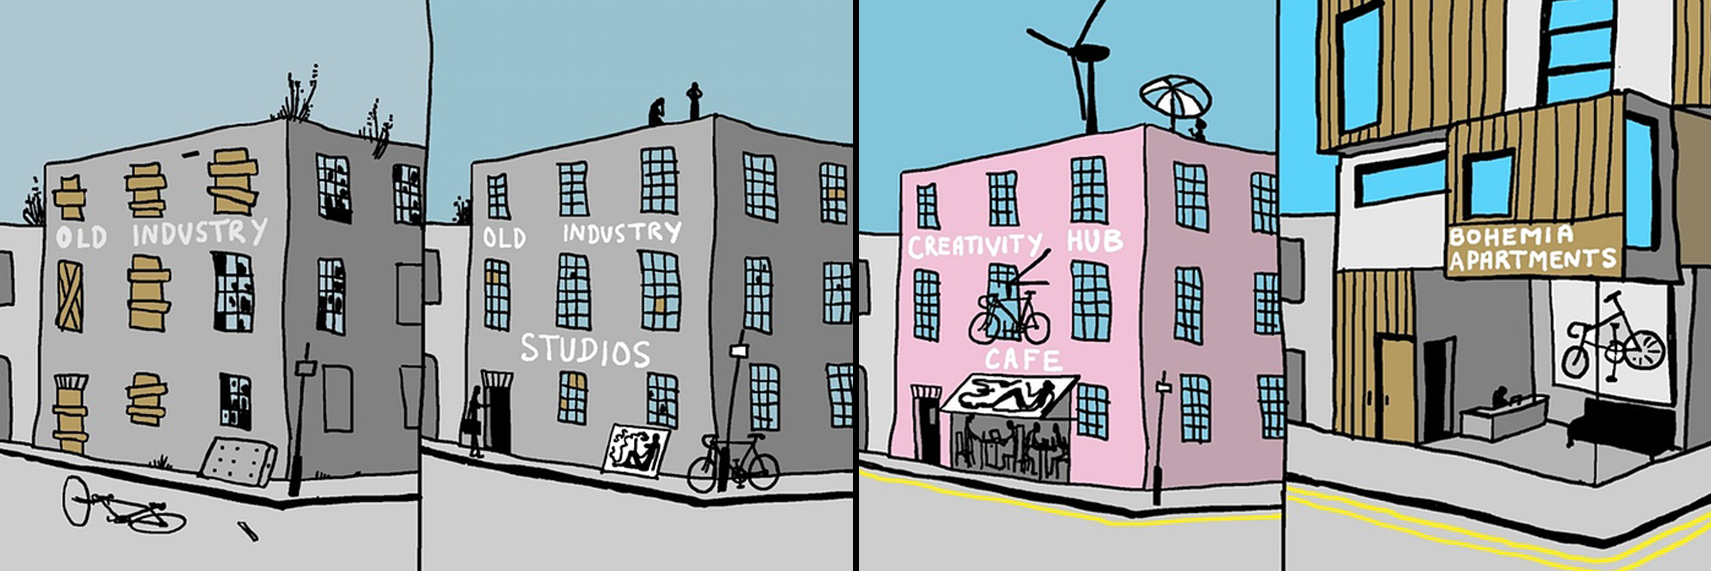 OLD INDUSTRY
OLD INDUSTRY
STUDIOS
CREATIVITY HUB
CAFE
BOHEMIA
APARTMENTS